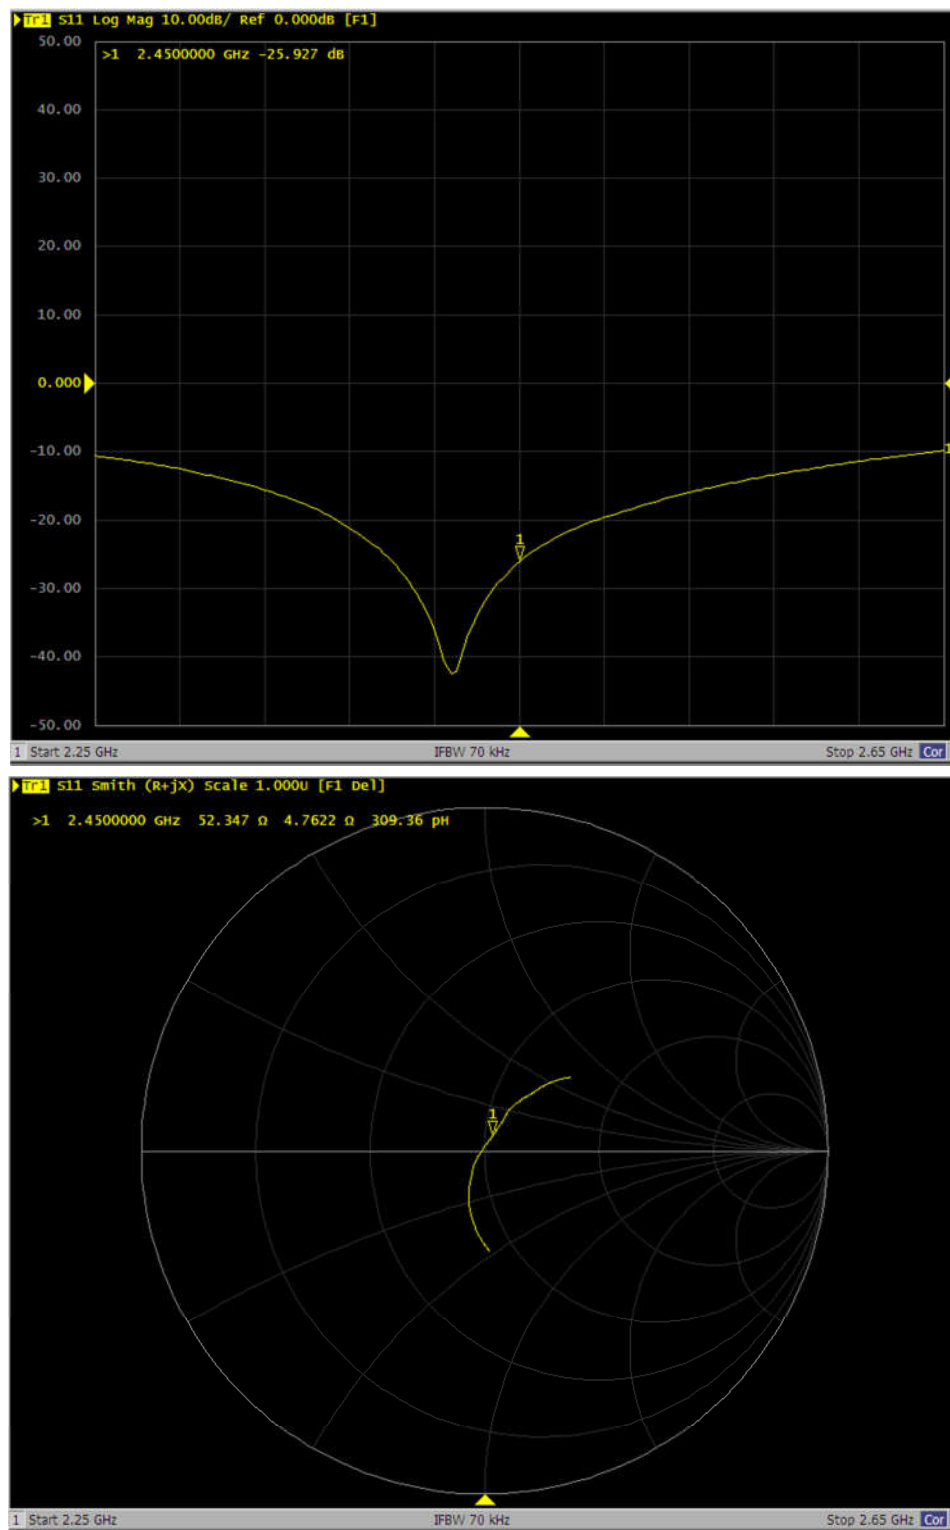 Tr1 S11 Log Mag 10.00dB/ Ref 0.000dB [F1]
50.00
>1 2.4500000 GHz -25.927 dB
40.00
30.00
20.00
10.00
0.000
-10.00
1
-20.00
1
-30.00
-40.00
-50.00
1 Start 2.25 GHz IFBW 70 kHz Stop 2.65 GHz Cor
Tr1 S11 Smith (R+jX) Scale 1.000U [F1 Del]
>1 2.4500000 GHz 52.347 Ω 4.7622 Ω 309.36 pH
1
1 Start 2.25 GHz IFBW 70 kHz Stop 2.65 GHz Cor